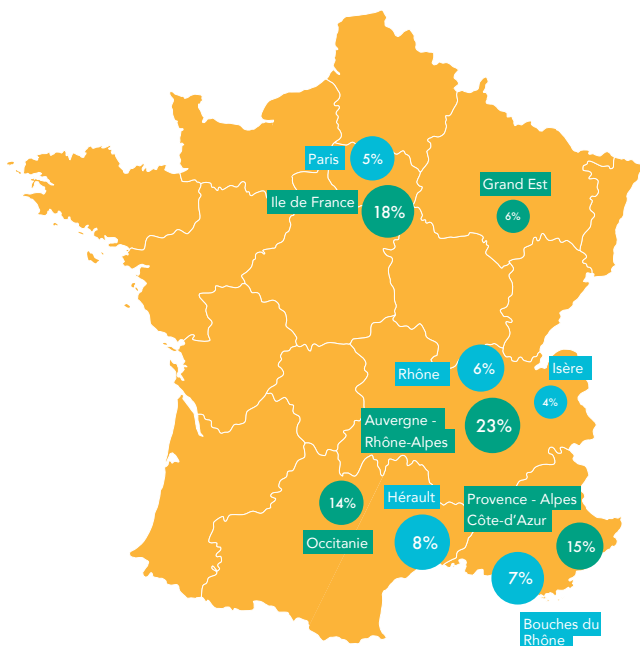 Paris
5%
Ile de France
18%
Grand Est
6%
Rhône
6%
Isère
4%
Auvergne -
Rhône-Alpes
23%
14%
Occitanie
Hérault
8%
Provence - Alpes
Côte-d'Azur
15%
7%
Bouches du
Rhône